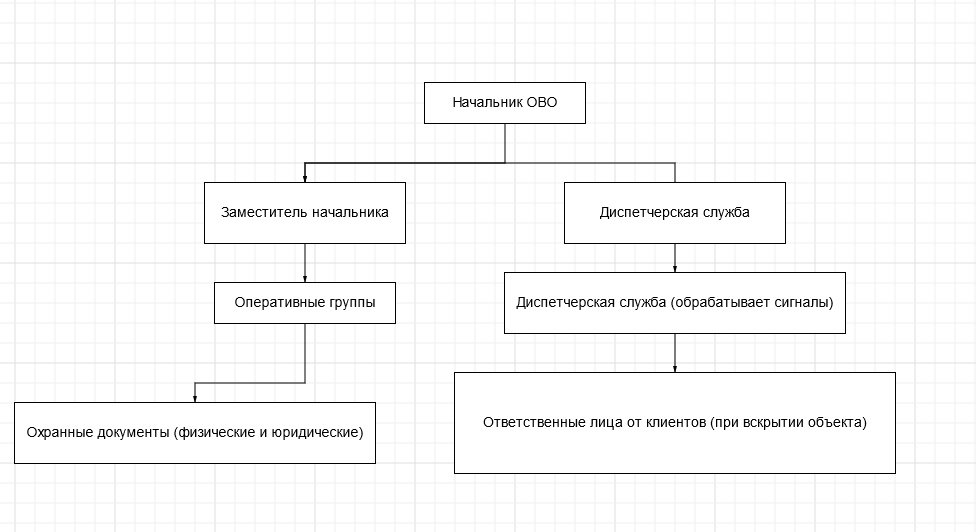 Начальник ОВО
Заместитель начальника
Диспетчерская служба
Оперативные группы
Диспетчерская служба (обрабатывает сигналы)
Охранные документы (физические и юридические)
Ответственные лица от клиентов (при вскрытии объекта)